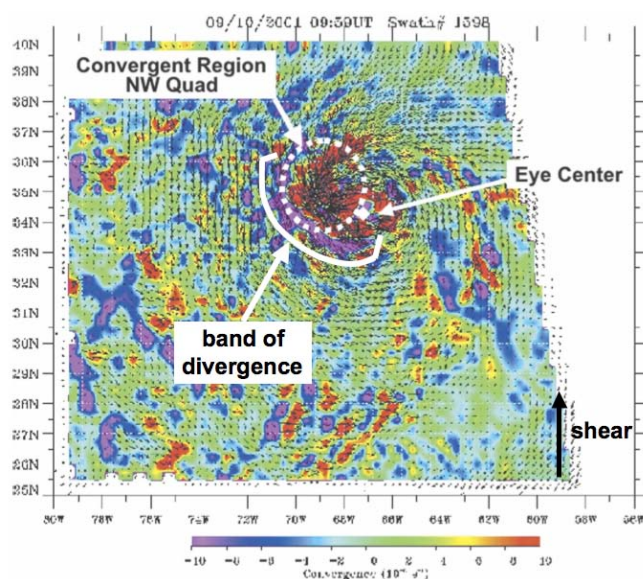 09/10/2001 09:59UT Swath# 1598
40N
39N
38N
37N
36N
35N
34N
33N
32N
31N
30N
29N
28N
27N
26N
25N
Convergent Region
NW Quad
Eye Center
band of
divergence
shear
80W 78W 76W 74W 72W 70W 68W 66W 64W 62W 60W 58W 56W
-10 -8 -6 -4 -2 0 2 4 6 8 10
Convergence